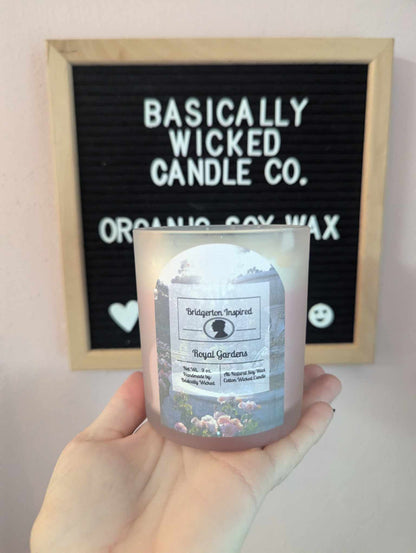 BASICALLY
WICKED
CANDLE CO.
ORGANIC SOY WAX
Bridgerton Inspired
Royal Gardens
Net Wt. 9 oz.
Handmade by
Basically Wicked
All Natural Soy Wax
Cotton Wicked Candle